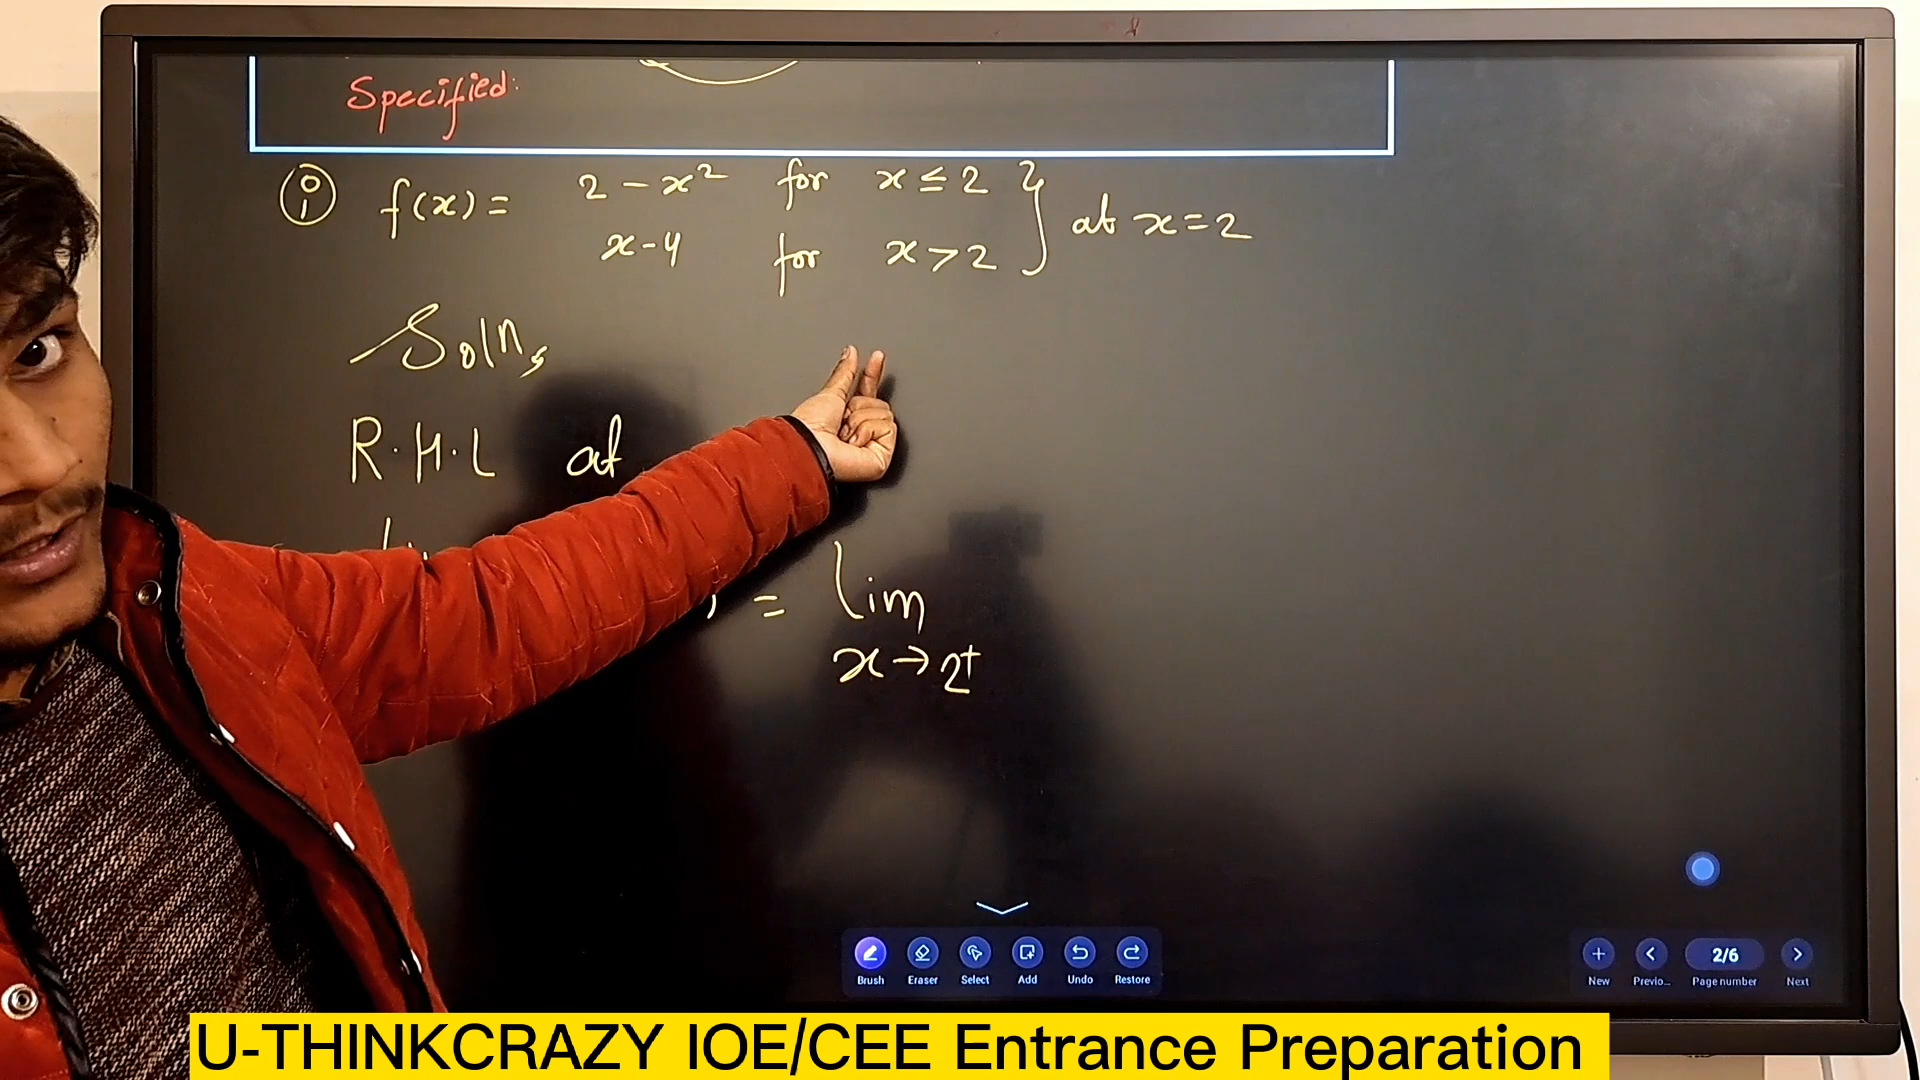 Specified:
(i) f(x) = 2 - x² for x ≤ 2 } at x = 2
x - 4 for x > 2
Soln,
R.H.L at
) = lim
x → 2⁺
Brush Eraser Select Add Undo Restore
New Previo... 2/6 Page number Next
U-THINKCRAZY IOE/CEE Entrance Preparation